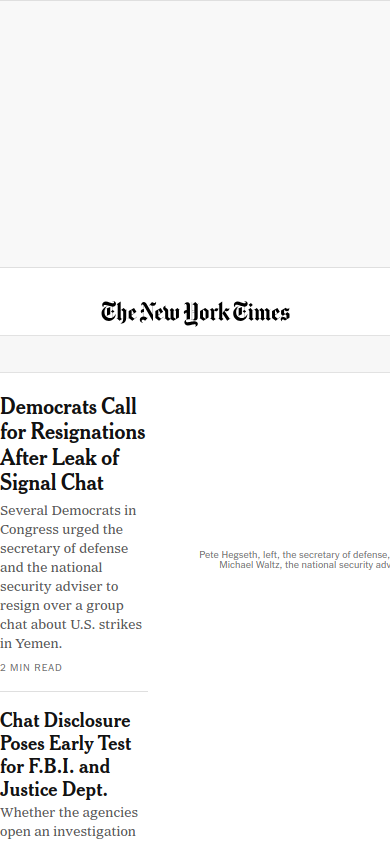 The New York Times
Democrats Call
for Resignations
After Leak of
Signal Chat
Several Democrats in
Congress urged the
secretary of defense
and the national
security adviser to
resign over a group
chat about U.S. strikes
in Yemen.
2 MIN READ
Pete Hegseth, left, the secretary of defense,
Michael Waltz, the national security adv
Chat Disclosure
Poses Early Test
for F.B.I. and
Justice Dept.
Whether the agencies
open an investigation